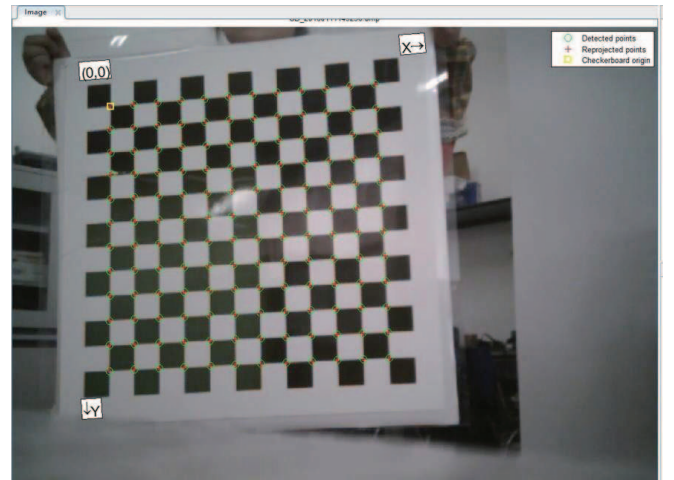 Image
(0,0)
X→
Detected points
Reprojected points
Checkerboard origin
↓Y